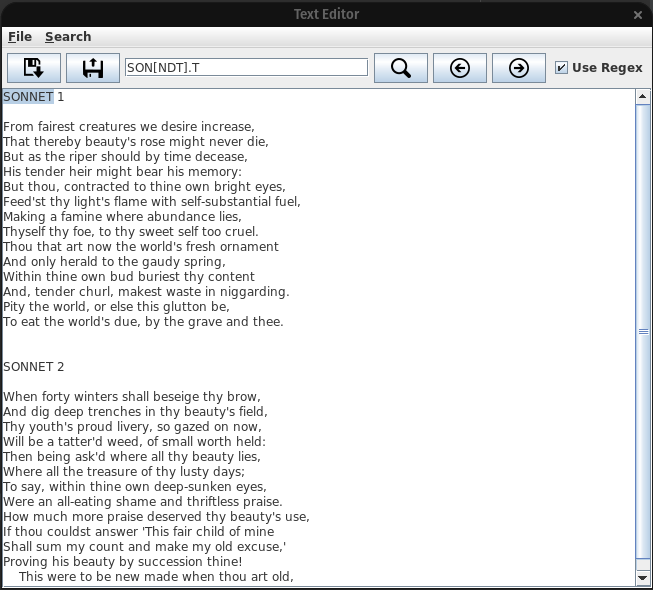 Text Editor
File Search
SON[NDT].T
Use Regex
SONNET 1
From fairest creatures we desire increase,
That thereby beauty's rose might never die,
But as the riper should by time decease,
His tender heir might bear his memory:
But thou, contracted to thine own bright eyes,
Feed'st thy light's flame with self-substantial fuel,
Making a famine where abundance lies,
Thyself thy foe, to thy sweet self too cruel.
Thou that art now the world's fresh ornament
And only herald to the gaudy spring,
Within thine own bud buriest thy content
And, tender churl, makest waste in niggarding.
Pity the world, or else this glutton be,
To eat the world's due, by the grave and thee.
SONNET 2
When forty winters shall beseige thy brow,
And dig deep trenches in thy beauty's field,
Thy youth's proud livery, so gazed on now,
Will be a tatter'd weed, of small worth held:
Then being ask'd where all thy beauty lies,
Where all the treasure of thy lusty days;
To say, within thine own deep-sunken eyes,
Were an all-eating shame and thriftless praise.
How much more praise deserved thy beauty's use,
If thou couldst answer 'This fair child of mine
Shall sum my count and make my old excuse,'
Proving his beauty by succession thine!
This were to be new made when thou art old,